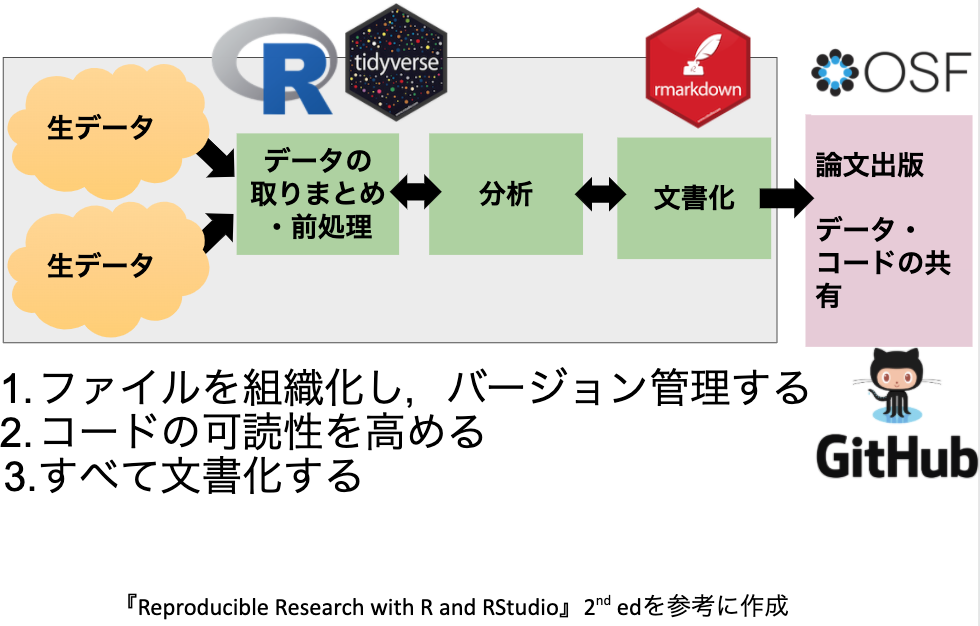 R
tidyverse
rmarkdown
OSF
生データ
生データ
データの
取りまとめ
・前処理
分析
文書化
論文出版
データ・
コードの共
有
1.ファイルを組織化し，バージョン管理する
2.コードの可読性を高める
3.すべて文書化する
GitHub
『Reproducible Research with R and RStudio』2nd edを参考に作成